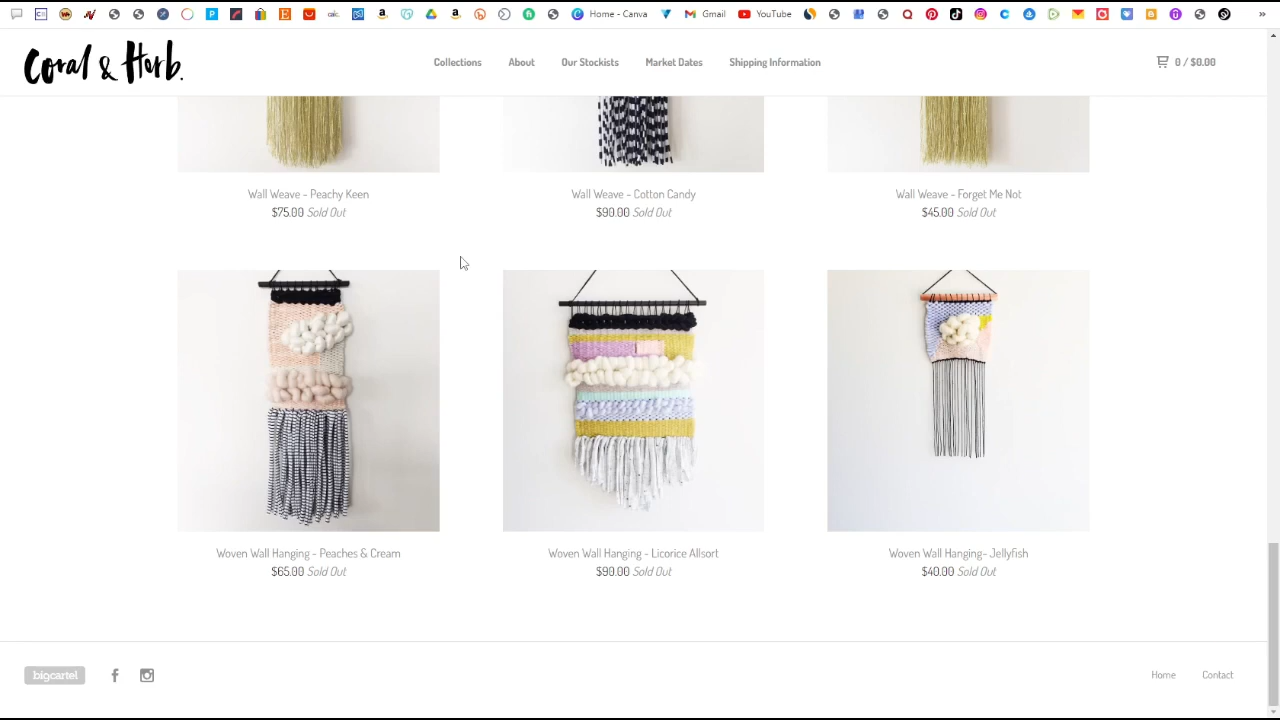 Home - Canva
Gmail
YouTube
Coral & Herb.
Collections
About
Our Stockists
Market Dates
Shipping Information
0 / $0.00
Wall Weave - Peachy Keen
$75.00 Sold Out
Wall Weave - Cotton Candy
$90.00 Sold Out
Wall Weave - Forget Me Not
$45.00 Sold Out
Woven Wall Hanging - Peaches & Cream
$65.00 Sold Out
Woven Wall Hanging - Licorice Allsort
$90.00 Sold Out
Woven Wall Hanging- Jellyfish
$40.00 Sold Out
bigcartel
Home
Contact